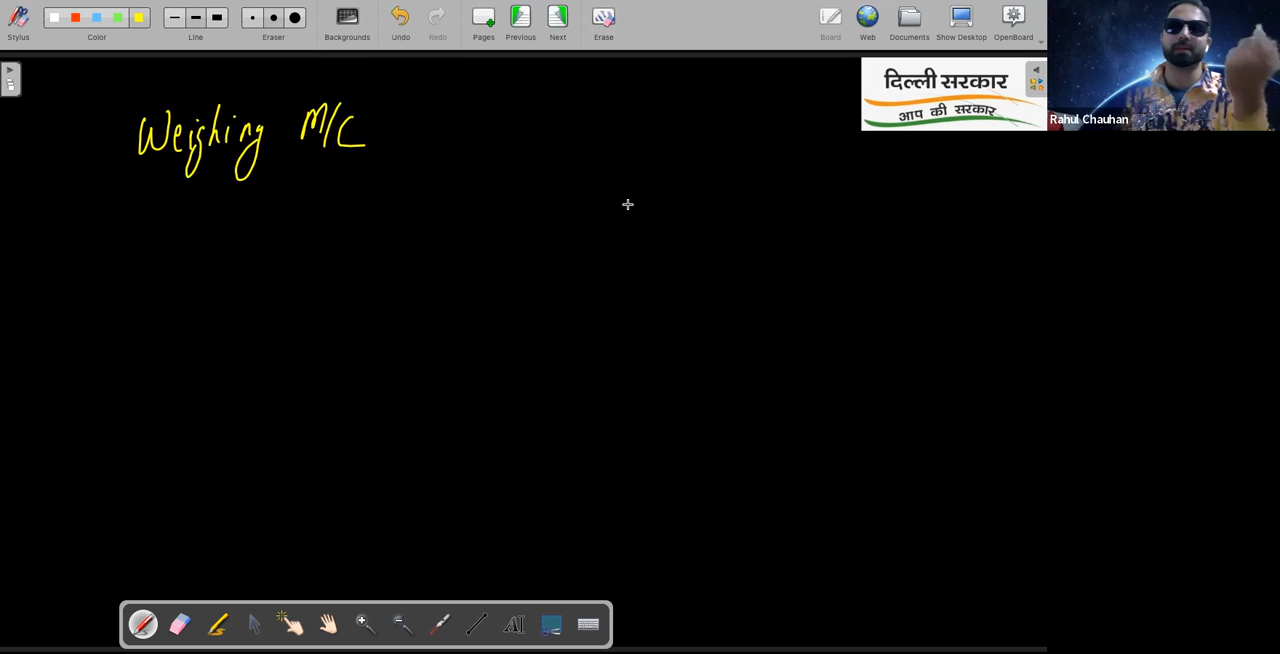 Stylus Color Line Eraser Backgrounds Undo Redo Pages Previous Next Erase Board Web Documents Show Desktop OpenBoard
दिल्ली सरकार
आप की सरकार
Rahul Chauhan
Weighing M/C
AI